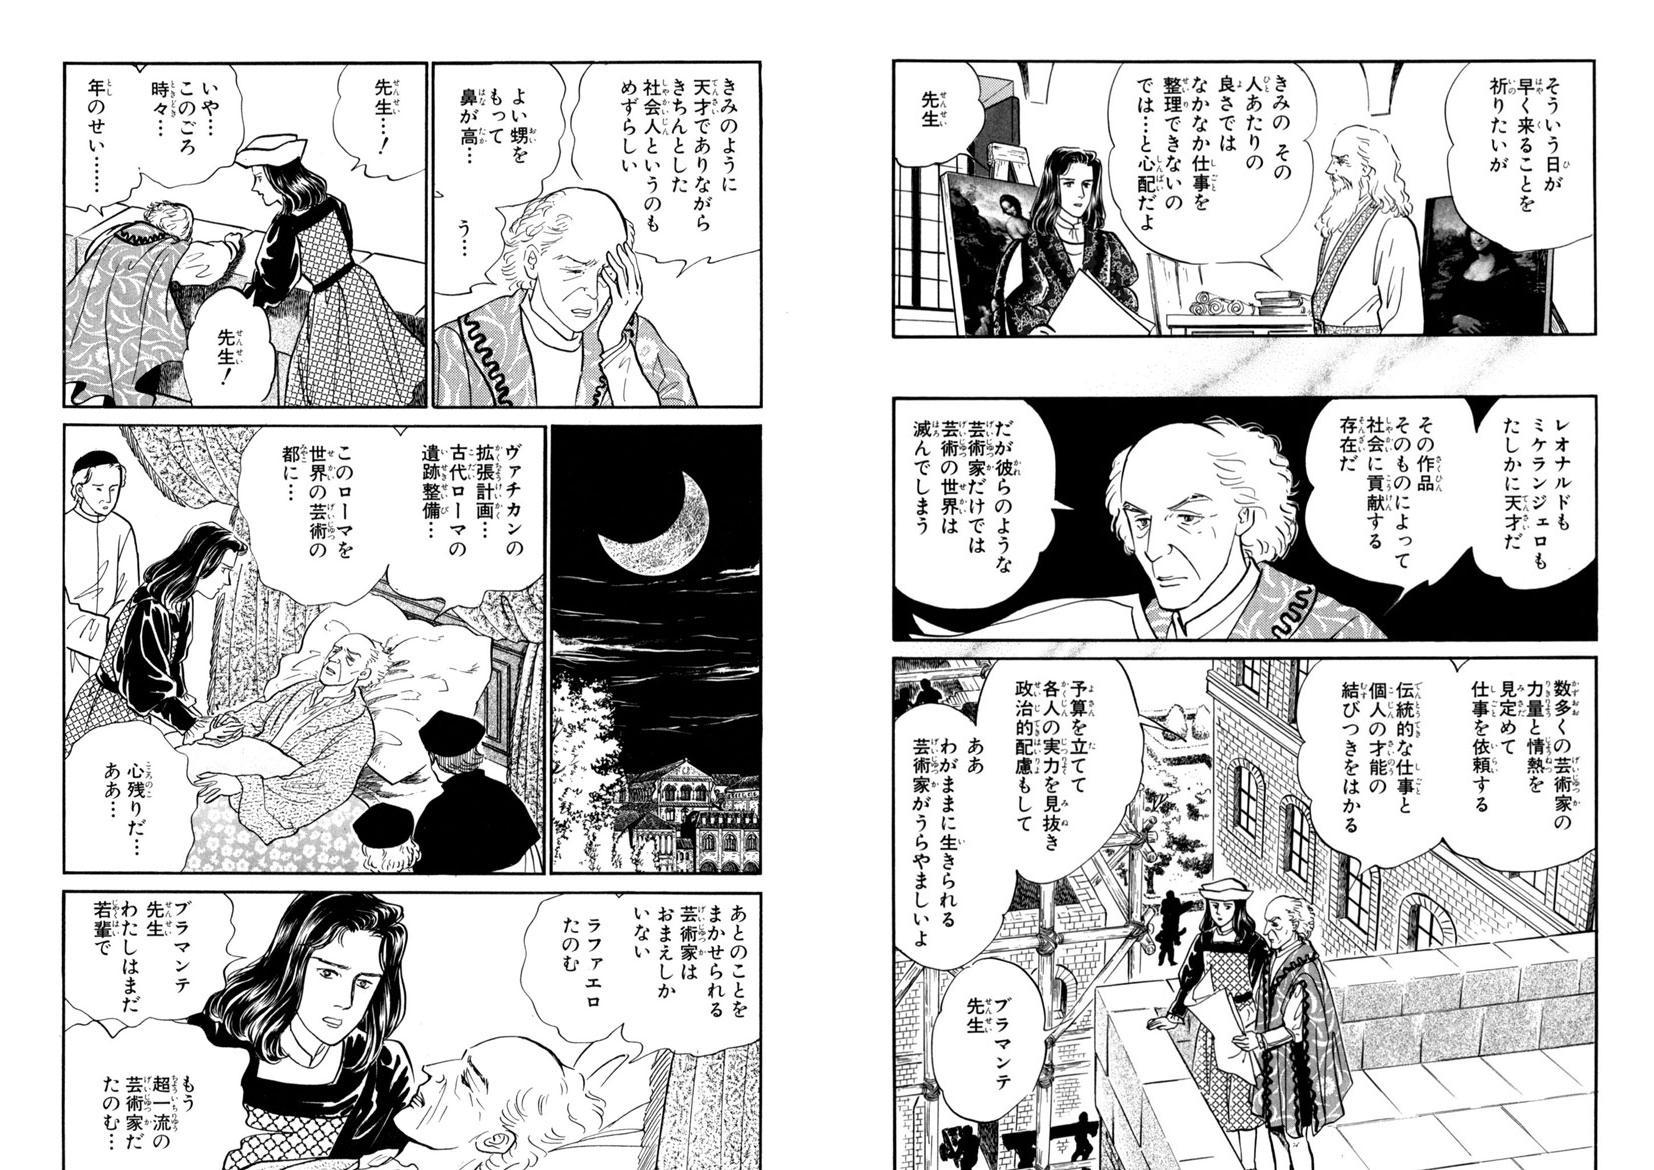 そういう日が
早く来ることを
祈りたいが
きみの その
人あたりの
良さでは
なかなか仕事を
整理できないの
では…と心配だよ
先生
レオナルドも
ミケランジェロも
たしかに天才だ
その作品
そのものによって
社会に貢献する
存在だ
だが彼らのような
芸術家だけでは
芸術の世界は
滅んでしまう
数多くの芸術家の
力量と情熱を
見定めて
仕事を依頼する
伝統的な仕事と
個人の才能の
結びつきをはかる
予算を立てて
各人の実力を見抜き
政治的配慮もして
ああ
わがままに生きられる
芸術家がうらやましいよ
ブラマンテ
先生
きみのように
天才でありながら
きちんとした
社会人というのも
めずらしい
よい甥を
もって
鼻が高…
う…
先生…!
いや…
このごろ
時々…
年のせい……
先生!
ヴァチカンの
拡張計画…
古代ローマの
遺跡整備…
このローマを
世界の芸術の
都に…
心残りだ…
ああ…
あとのことを
まかせられる
芸術家は
おまえしか
いない
ラファエロ
たのむ
ブラマンテ
先生
わたしはまだ
若輩で
もう
超一流の
芸術家だ
たのむ…